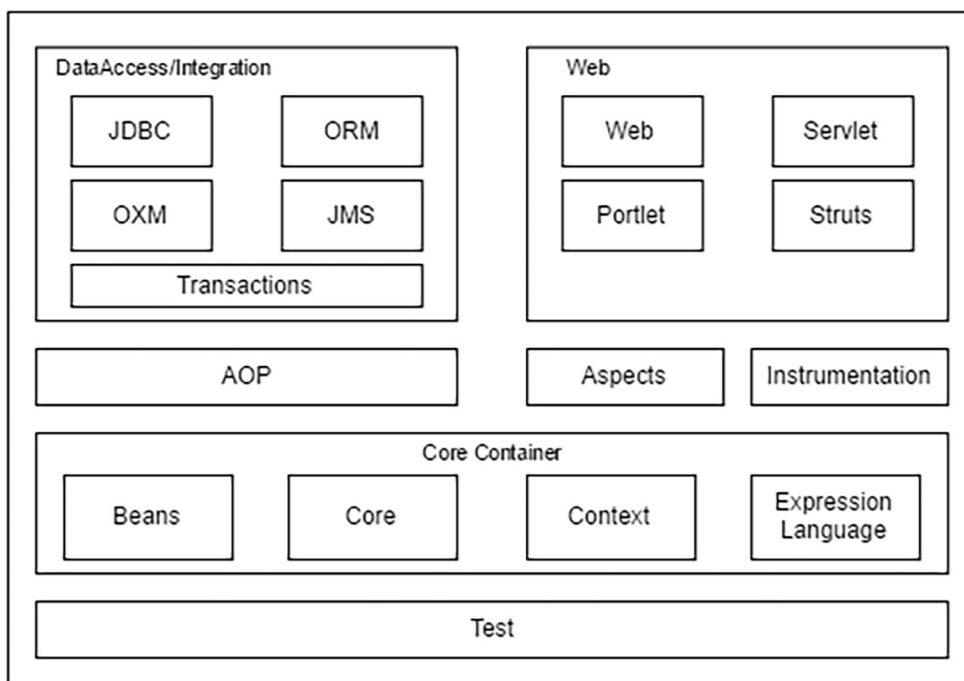 DataAccess/Integration
JDBC
ORM
OXM
JMS
Transactions
Web
Web
Servlet
Portlet
Struts
AOP
Aspects
Instrumentation
Core Container
Beans
Core
Context
Expression
Language
Test